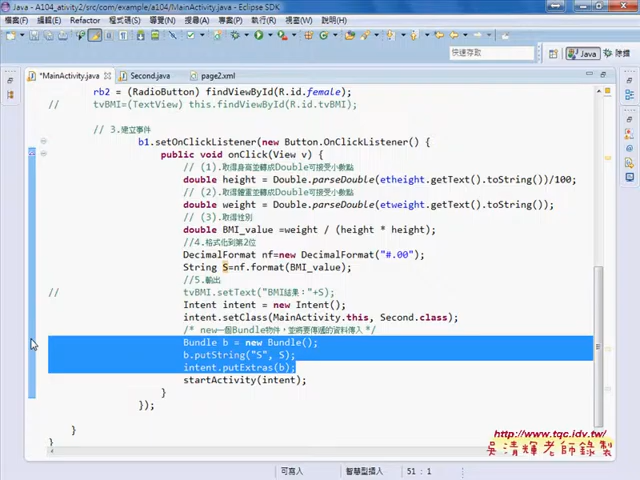 Java - A104_ativity2/src/com/example/a104/MainActivity.java - Eclipse SDK
檔案(F) 編輯(E) Refactor 程式碼(S) 導覽(N) 搜尋(A) 專案(P) 執行(R) 視窗(W) 說明(H)
快速存取
Java
除錯
*MainActivity.java
Second.java
page2.xml
rb2 = (RadioButton) findViewById(R.id.female);
// tvBMI=(TextView) this.findViewById(R.id.tvBMI);
// 3.建立事件
b1.setOnClickListener(new Button.OnClickListener() {
public void onClick(View v) {
// (1).取得身高並轉成Double可接受小數點
double height = Double.parseDouble(etheight.getText().toString())/100;
// (2).取得體重並轉成Double可接受小數點
double weight = Double.parseDouble(etweight.getText().toString());
// (3).取得性別
double BMI_value =weight / (height * height);
//4.格式化到第2位
DecimalFormat nf=new DecimalFormat("#.00");
String S=nf.format(BMI_value);
//5.輸出
// tvBMI.setText("BMI結果："+S);
Intent intent = new Intent();
intent.setClass(MainActivity.this, Second.class);
/* new一個Bundle物件，並將要傳遞的資料傳入 */
Bundle b = new Bundle();
b.putString("S", S);
intent.putExtras(b);
startActivity(intent);
}
});
}
}
http://www.tqc.idv.tw/
吳清輝老師錄製
可寫入
智慧型插入
51 : 1